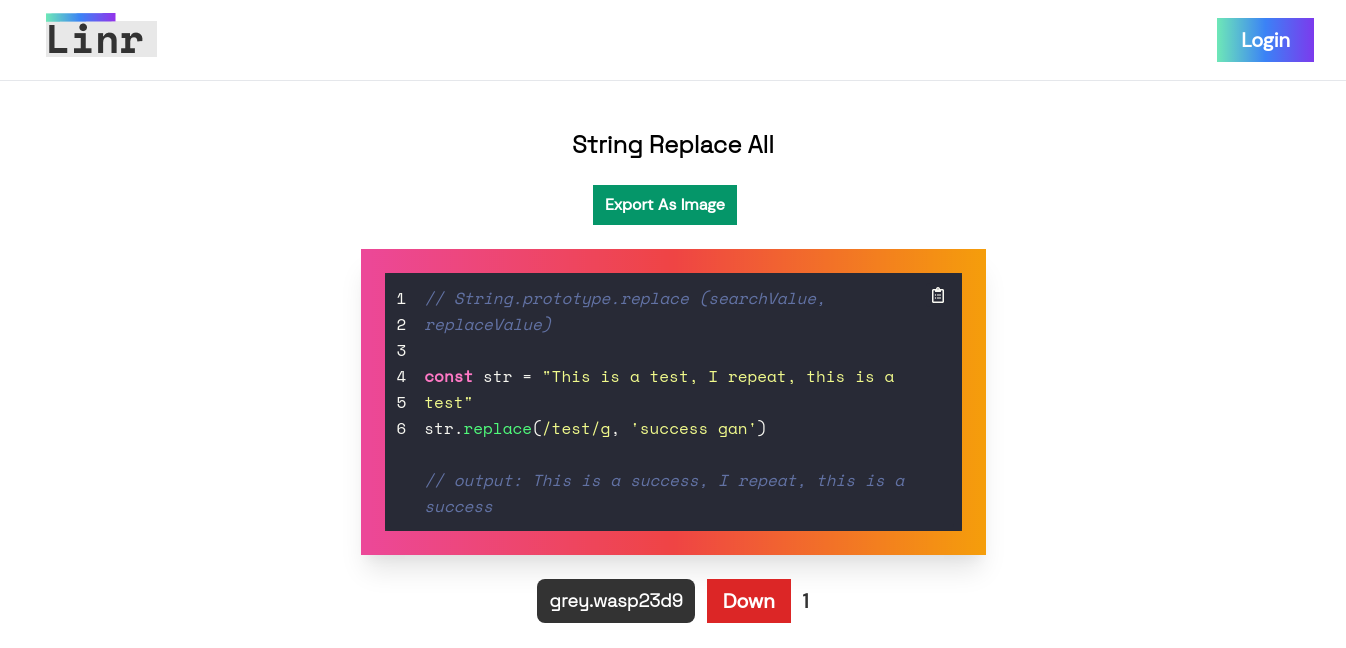 Linr
Login
String Replace All
Export As Image
1 // String.prototype.replace (searchValue,
2 replaceValue)
3
4 const str = "This is a test, I repeat, this is a
5 test"
6 str.replace(/test/g, 'success gan')
// output: This is a success, I repeat, this is a
success
grey.wasp23d9 Down 1